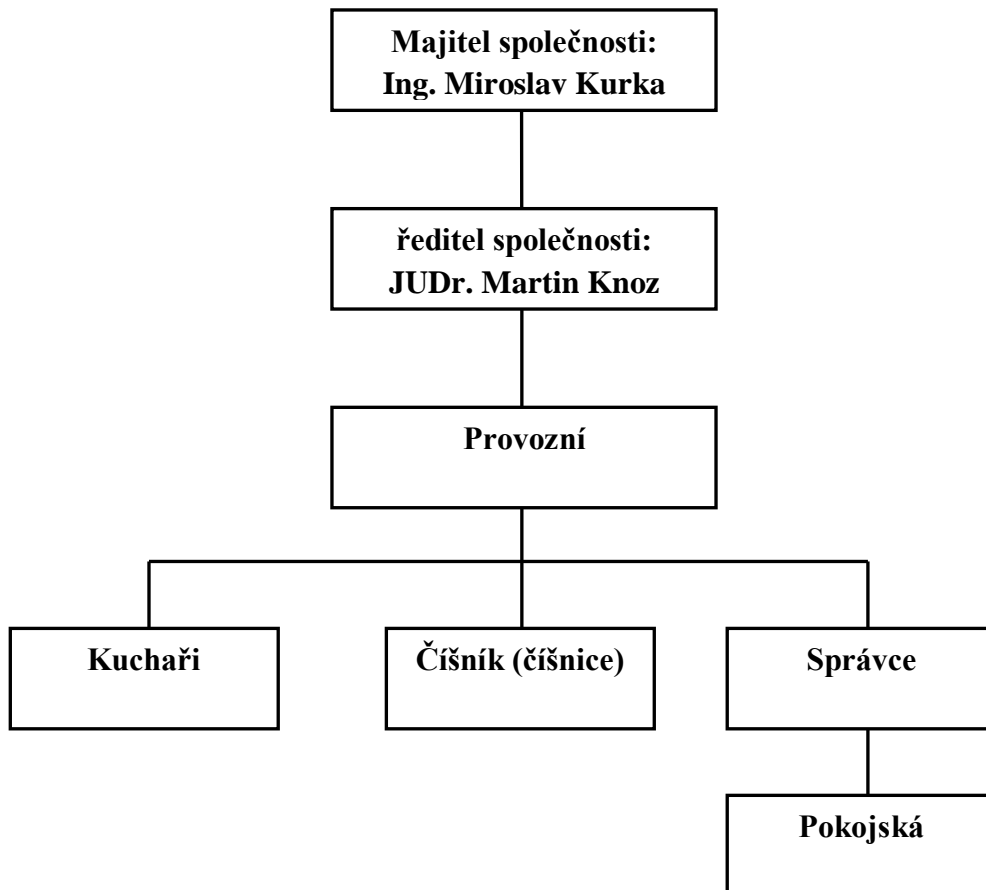 Majitel společnosti:
Ing. Miroslav Kurka
ředitel společnosti:
JUDr. Martin Knoz
Provozní
Kuchaři
Číšník (číšnice)
Správce
Pokojská